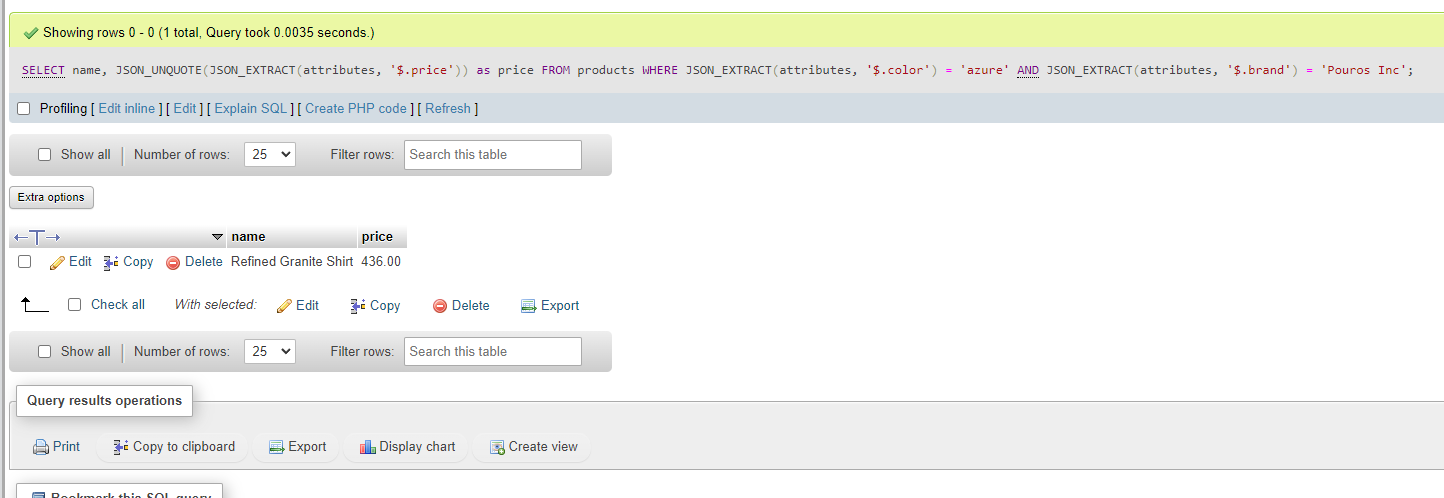 Showing rows 0 - 0 (1 total, Query took 0.0035 seconds.)
SELECT name, JSON_UNQUOTE(JSON_EXTRACT(attributes, '$.price')) as price FROM products WHERE JSON_EXTRACT(attributes, '$.color') = 'azure' AND JSON_EXTRACT(attributes, '$.brand') = 'Pouros Inc';
Profiling [ Edit inline ] [ Edit ] [ Explain SQL ] [ Create PHP code ] [ Refresh ]
Show all | Number of rows: 25 Filter rows: Search this table
Extra options
name price
Edit Copy Delete Refined Granite Shirt 436.00
Check all With selected: Edit Copy Delete Export
Show all | Number of rows: 25 Filter rows: Search this table
Query results operations
Print Copy to clipboard Export Display chart Create view
Bookmark this SQL query